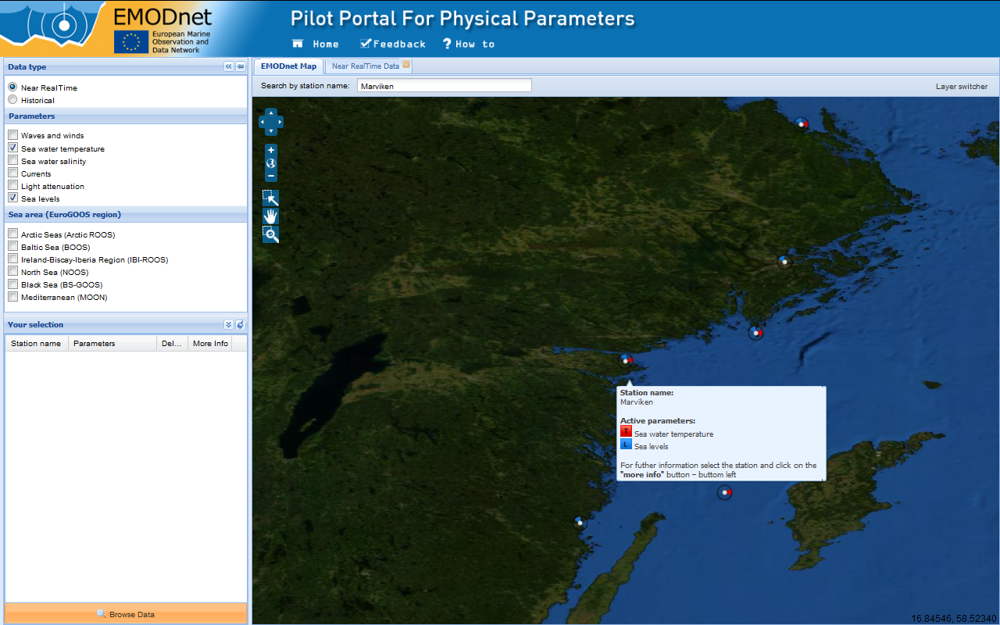 EMODnet
European Marine
Observation and
Data Network
Pilot Portal For Physical Parameters
Home Feedback ? How to
Data type
Near RealTime
Historical
Parameters
Waves and winds
Sea water temperature
Sea water salinity
Currents
Light attenuation
Sea levels
Sea area (EuroGOOS region)
Arctic Seas (Arctic ROOS)
Baltic Sea (BOOS)
Ireland-Biscay-Iberia Region (IBI-ROOS)
North Sea (NOOS)
Black Sea (BS-GOOS)
Mediterranean (MOON)
Your selection
Station name Parameters Del... More Info
Browse Data
EMODnet Map Near RealTime Data
Search by station name: Marviken Layer switcher
Station name:
Marviken
Active parameters:
T Sea water temperature
L Sea levels
For futher information select the station and click on the
"more info" button – buttom left
16.84546, 58.52340